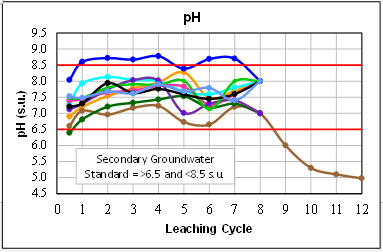 pH
9.5
9.0
8.5
8.0
7.5
7.0
6.5
6.0
5.5
5.0
4.5
pH (s.u.)
Secondary Groundwater
Standard = >6.5 and <8.5 s.u.
0 1 2 3 4 5 6 7 8 9 10 11 12
Leaching Cycle